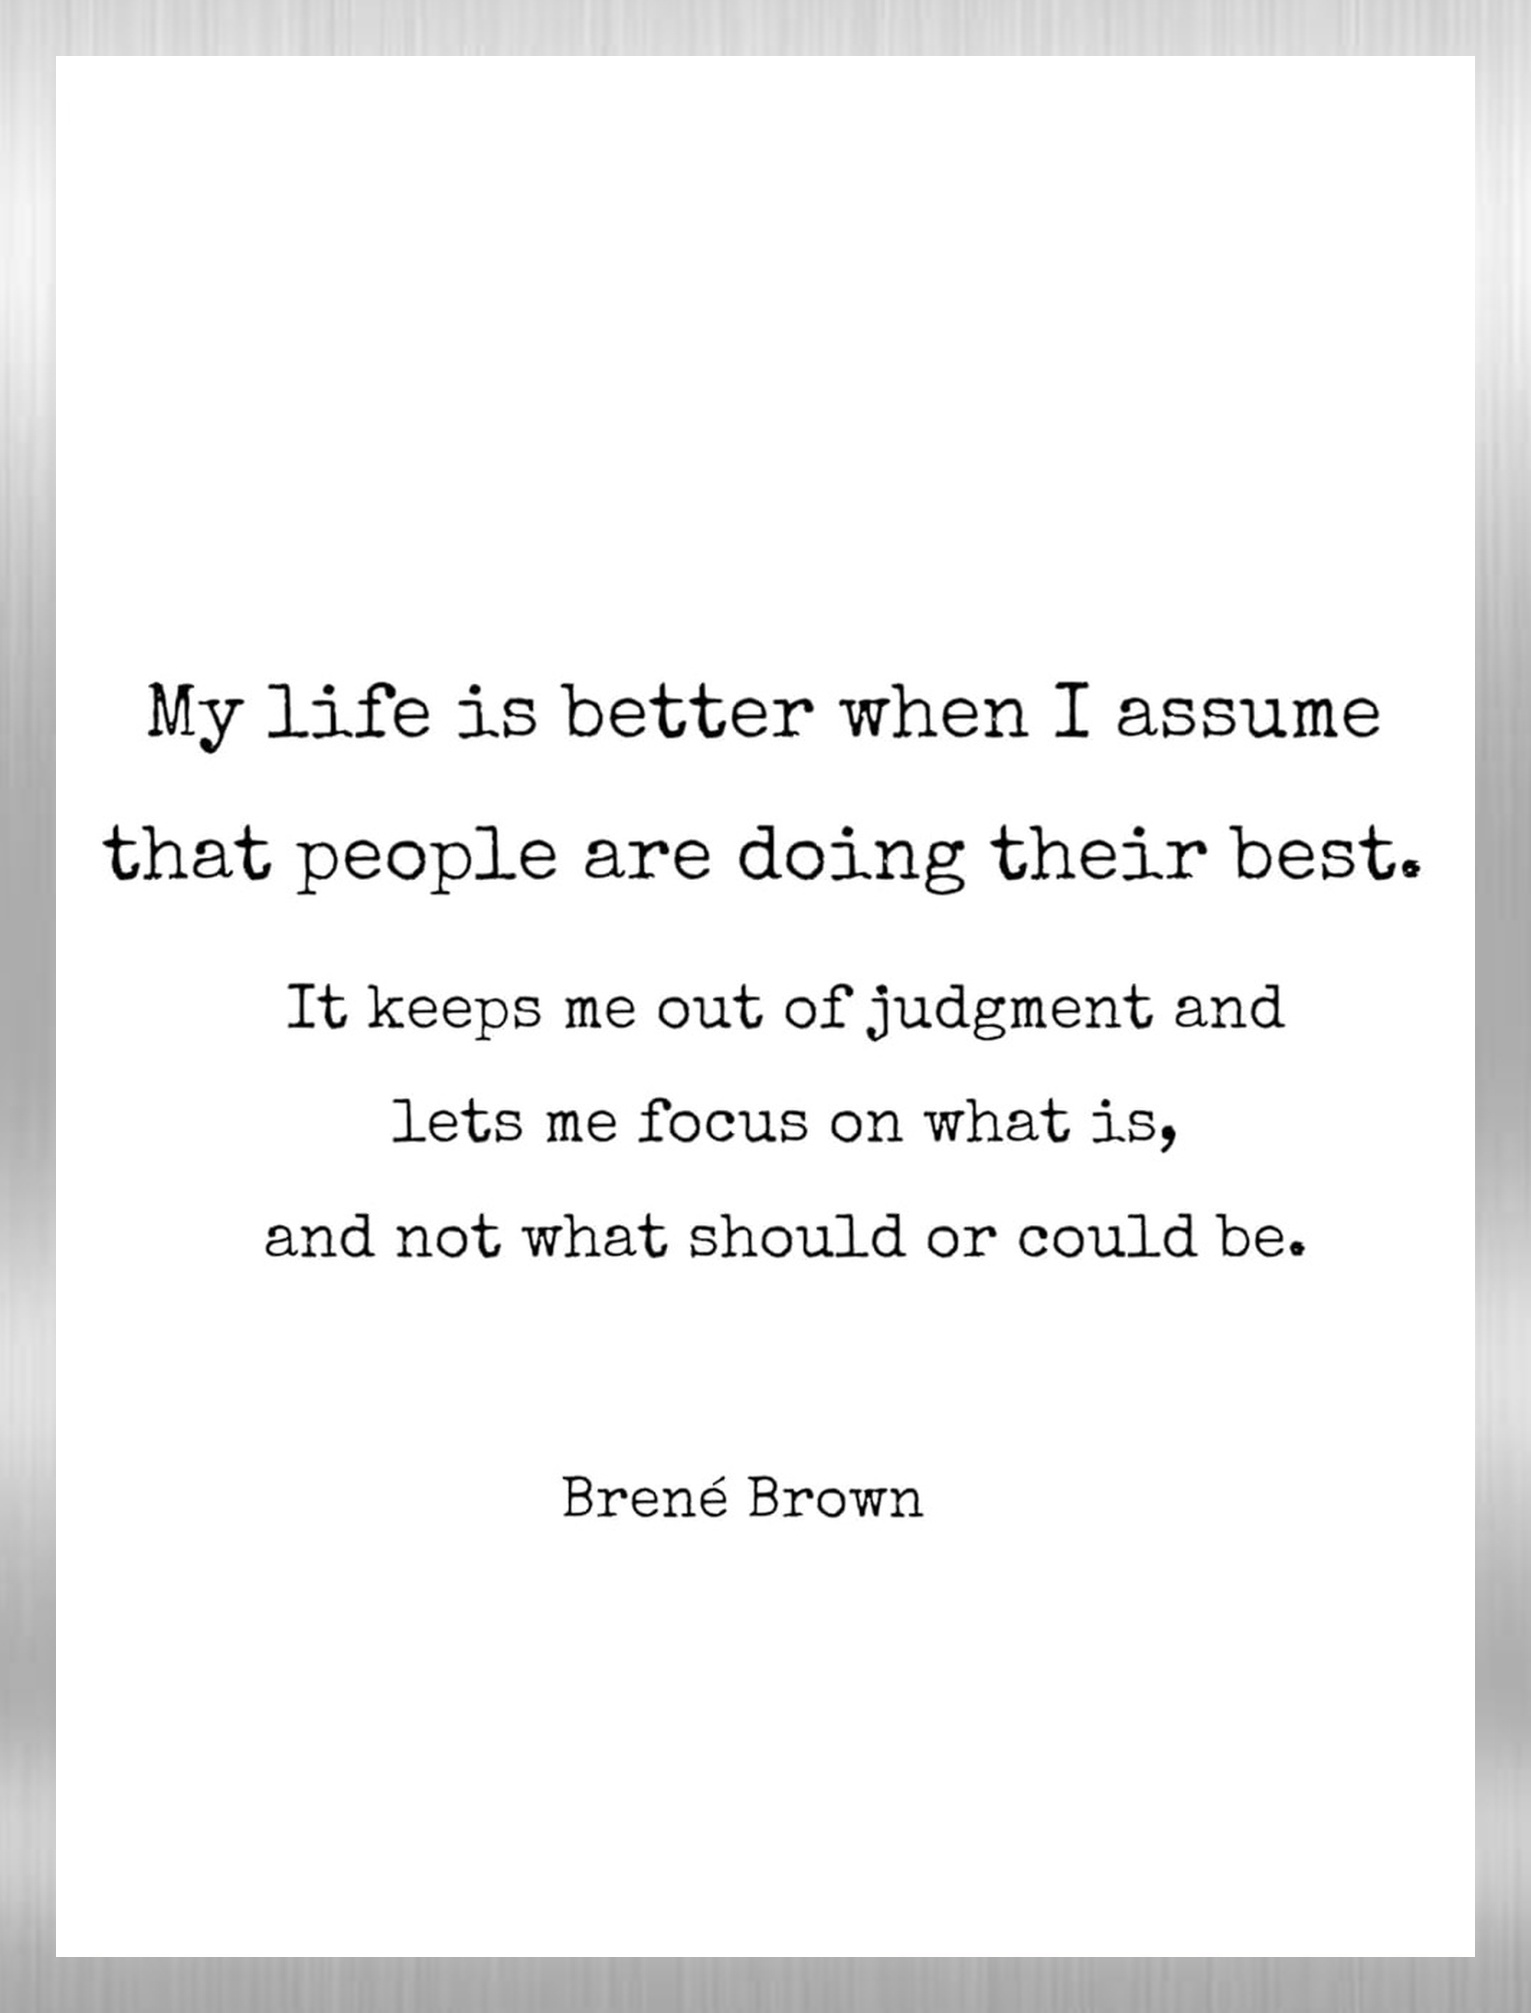 My life is better when I assume
that people are doing their best.
It keeps me out of judgment and
lets me focus on what is,
and not what should or could be.
Brené Brown